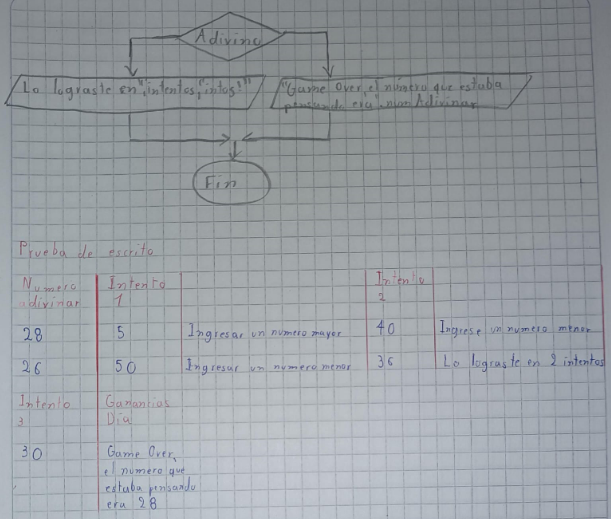 Adivino
Lo lograste en", intentos, "intos!"
"Game Over, el número que estaba
pensando era", numAdivinar
Fin
Prueba de escrito
Numero
adivinar
Intento
1
Intento
2
28
5
Ingresar un numero mayor
40
Ingrese un numero menor
26
50
Ingresar un numero menor
36
Lo lograste en 2 intentos
Intento
3
Ganancias
Dia
30
Game Over,
el numero que
estaba pensando
era 28